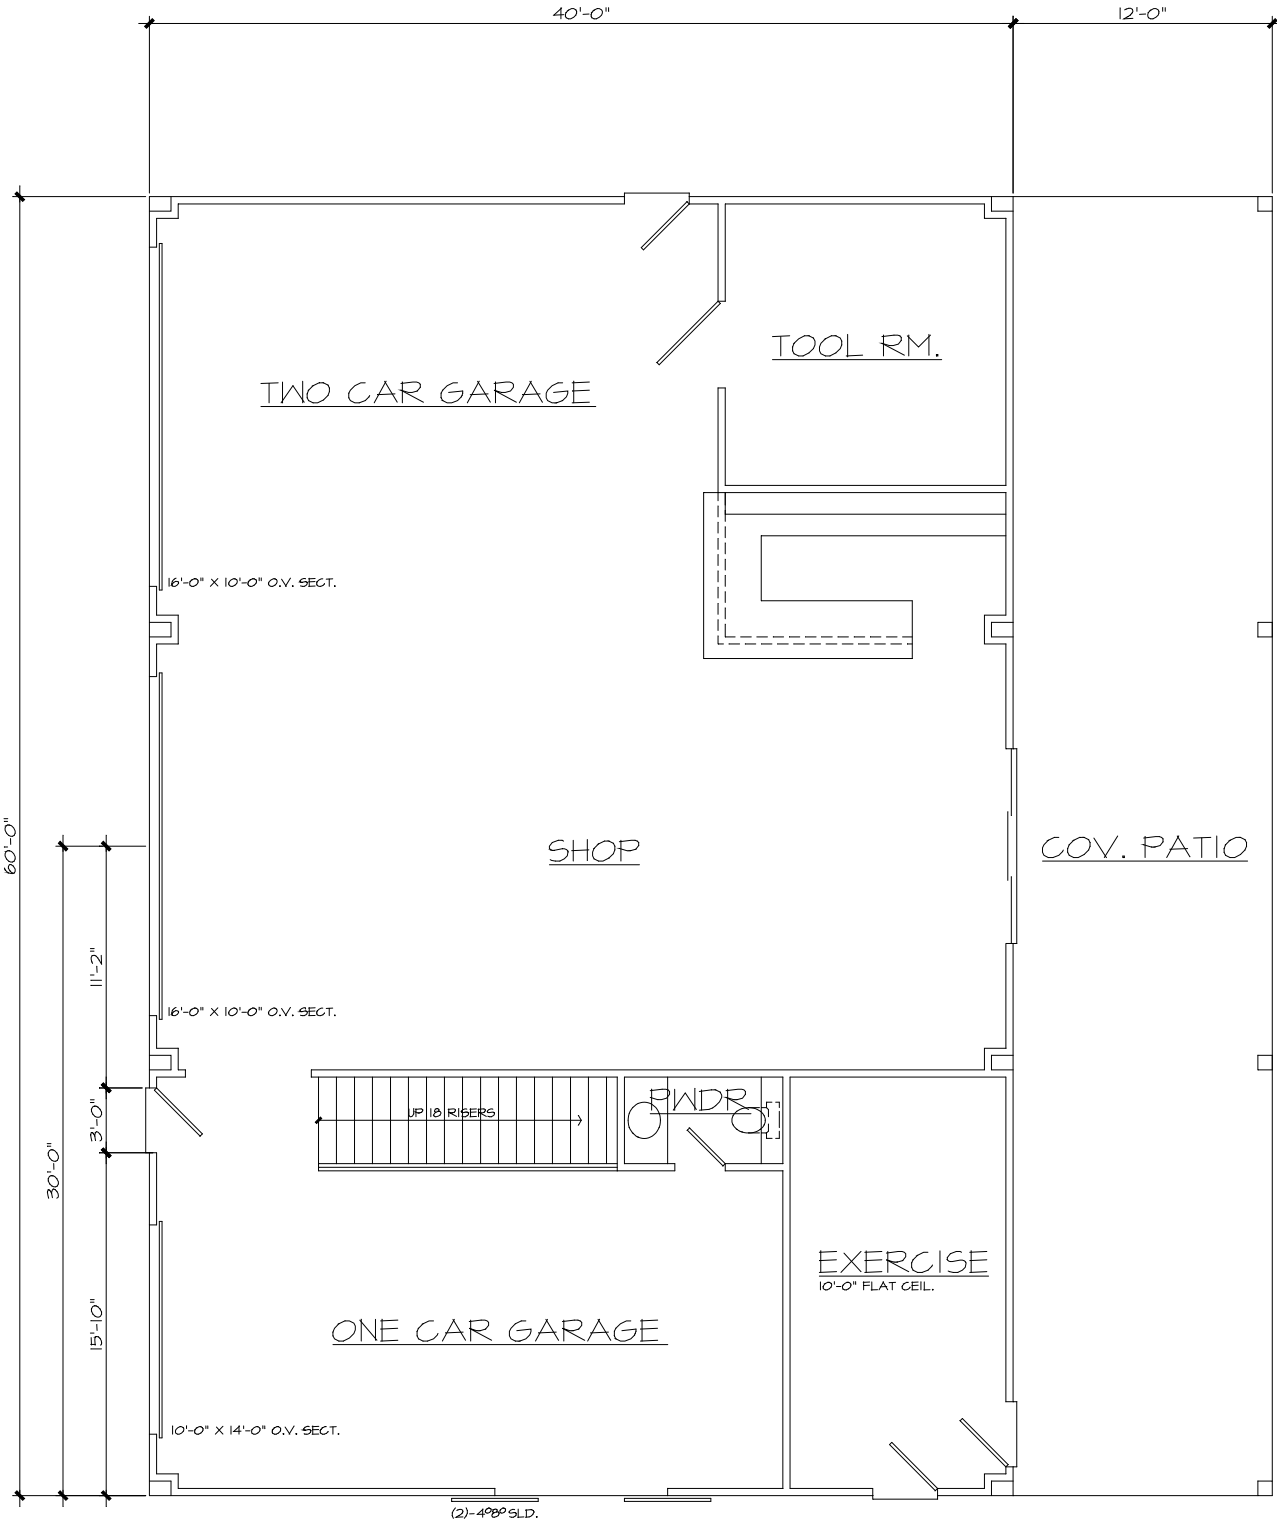 40'-0"
12'-0"
TOOL RM.
TWO CAR GARAGE
16'-0" X 10'-0" O.V. SECT.
60'-0"
SHOP
COV. PATIO
11'-2"
16'-0" X 10'-0" O.V. SECT.
3'-0"
UP 18 RISERS
PWDR.
30'-0"
EXERCISE
10'-0" FLAT CEIL.
15'-10"
ONE CAR GARAGE
10'-0" X 14'-0" O.V. SECT.
(2)-4⁰8⁰ SLD.